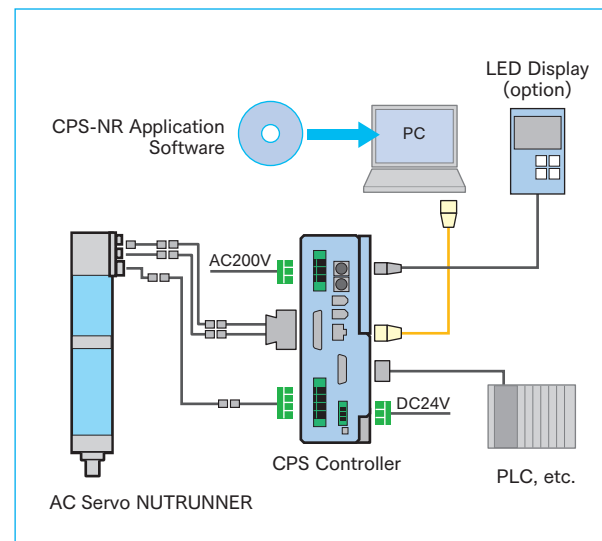 LED Display
(option)
CPS-NR Application
Software
PC
AC200V
DC24V
CPS Controller
PLC, etc.
AC Servo NUTRUNNER